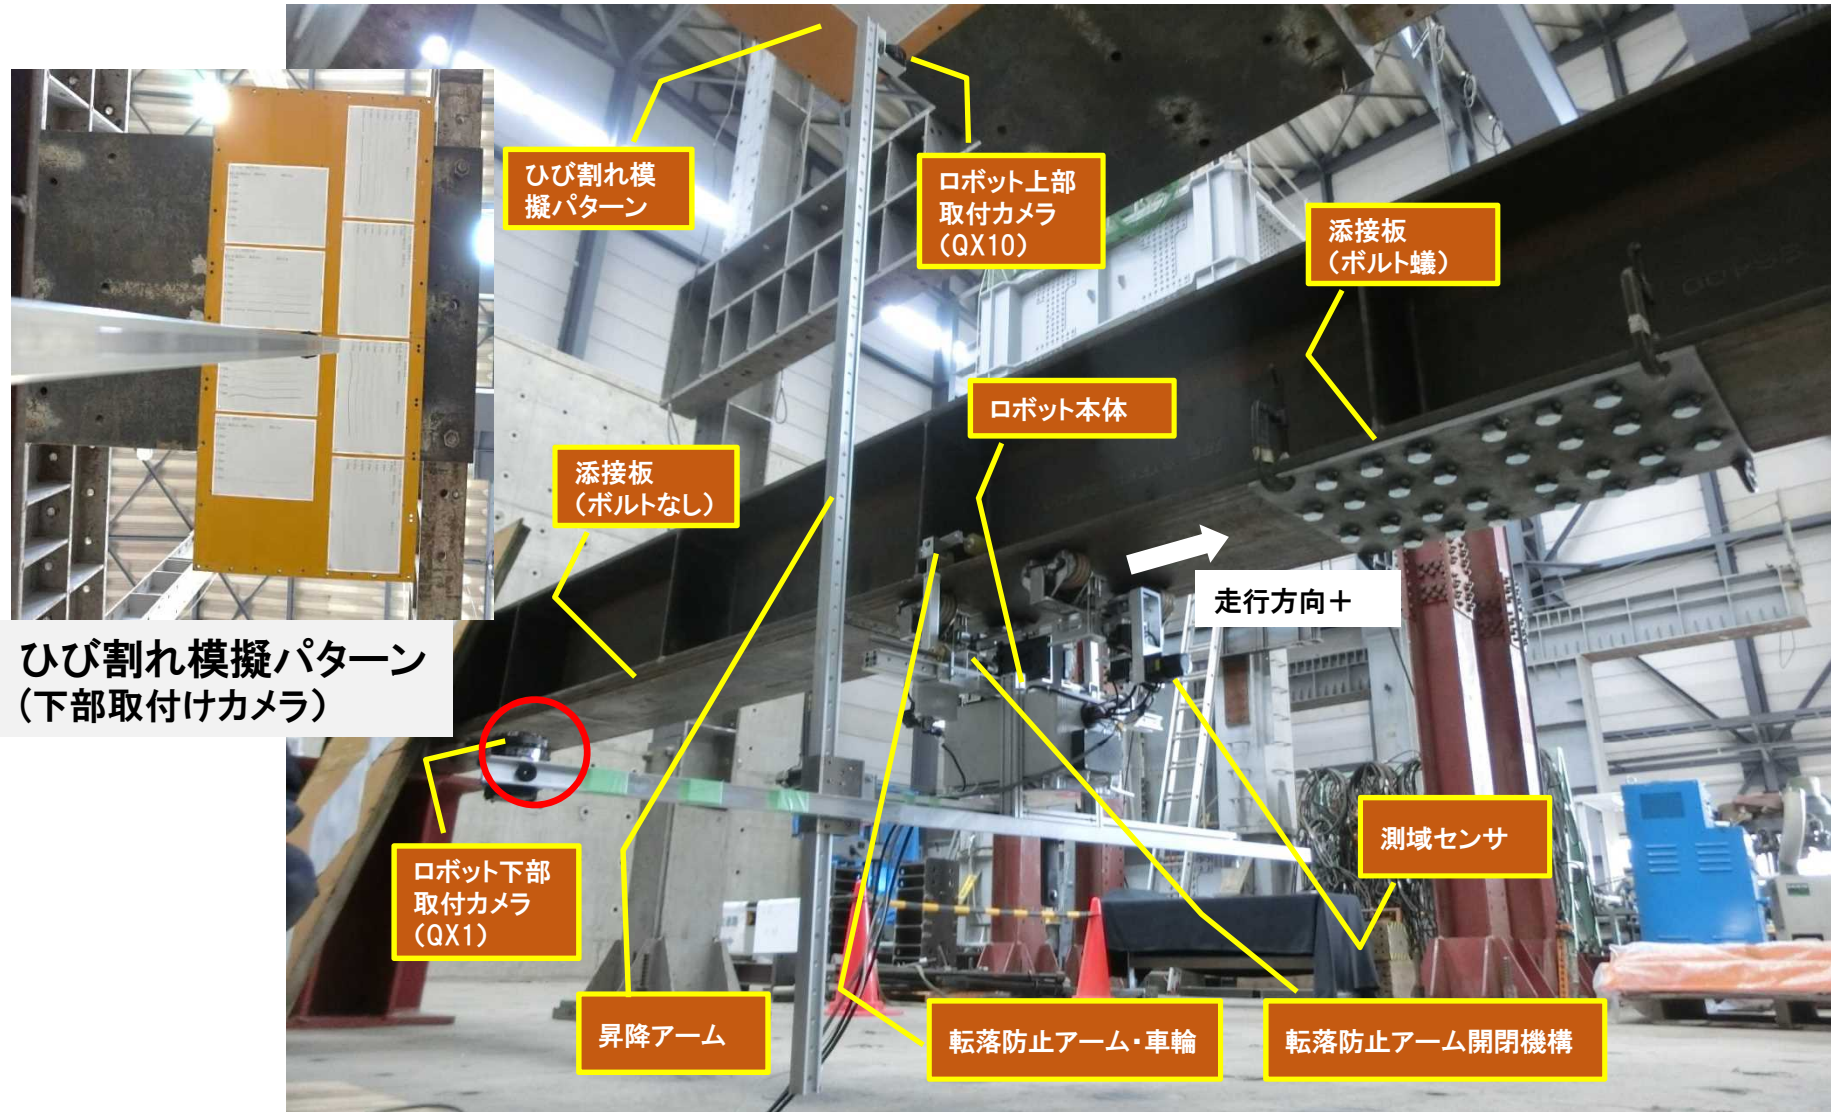 ひび割れ模
擬パターン
ロボット上部
取付カメラ
（QX10）
添接板
（ボルト蟻）
ロボット本体
添接板
（ボルトなし）
走行方向＋
ひび割れ模擬パターン
（下部取付けカメラ）
測域センサ
ロボット下部
取付カメラ
（QX1）
昇降アーム
転落防止アーム・車輪
転落防止アーム開閉機構